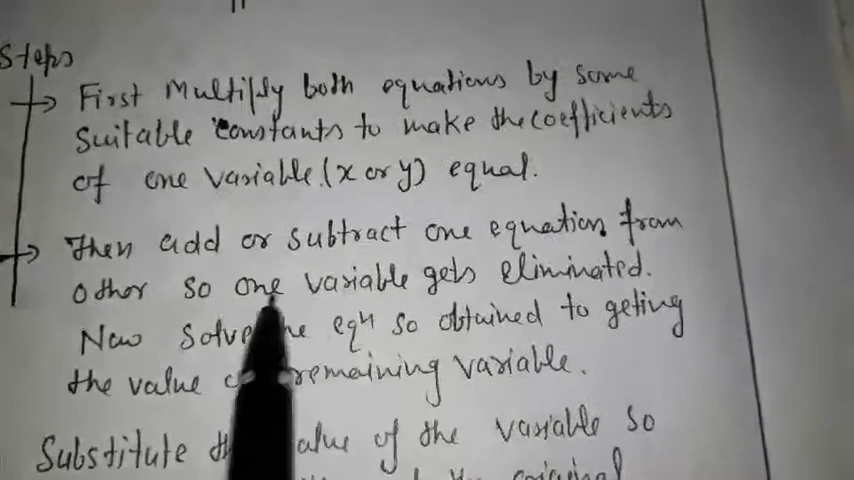 Steps
→ First Multiply both equations by some
suitable constants to make the coefficients
of one variable (x or y) equal.
→ Then add or subtract one equation from
other so one variable gets eliminated.
Now solve eqn so obtained to geting
the value remaining variable.
Substitute of the variable so
original